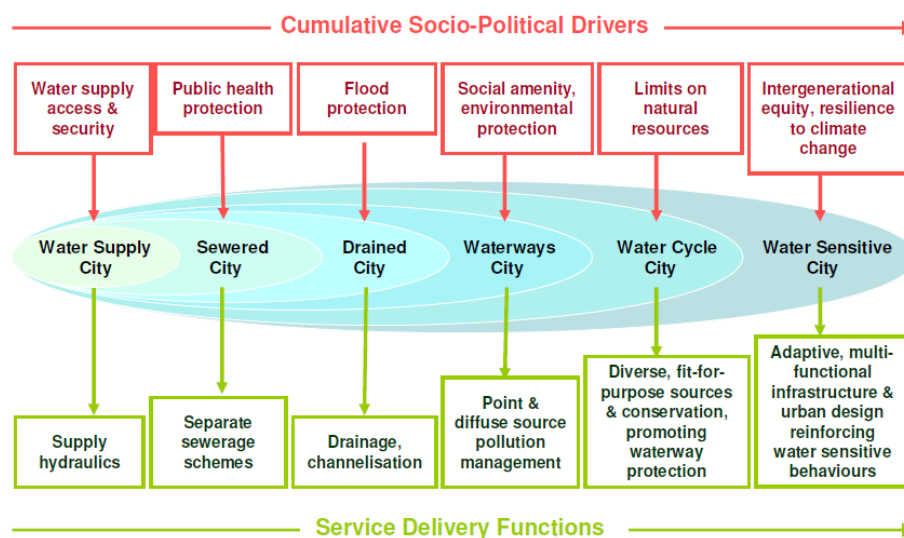 Cumulative Socio-Political Drivers
Water supply
access &
security
Public health
protection
Flood
protection
Social amenity,
environmental
protection
Limits on
natural
resources
Intergenerational
equity, resilience
to climate
change
Water Supply
City
Sewered
City
Drained
City
Waterways
City
Water Cycle
City
Water Sensitive
City
Supply
hydraulics
Separate
sewerage
schemes
Drainage,
channelisation
Point &
diffuse source
pollution
management
Diverse, fit-for-
purpose sources
& conservation,
promoting
waterway
protection
Adaptive, multi-
functional
infrastructure &
urban design
reinforcing
water sensitive
behaviours
Service Delivery Functions